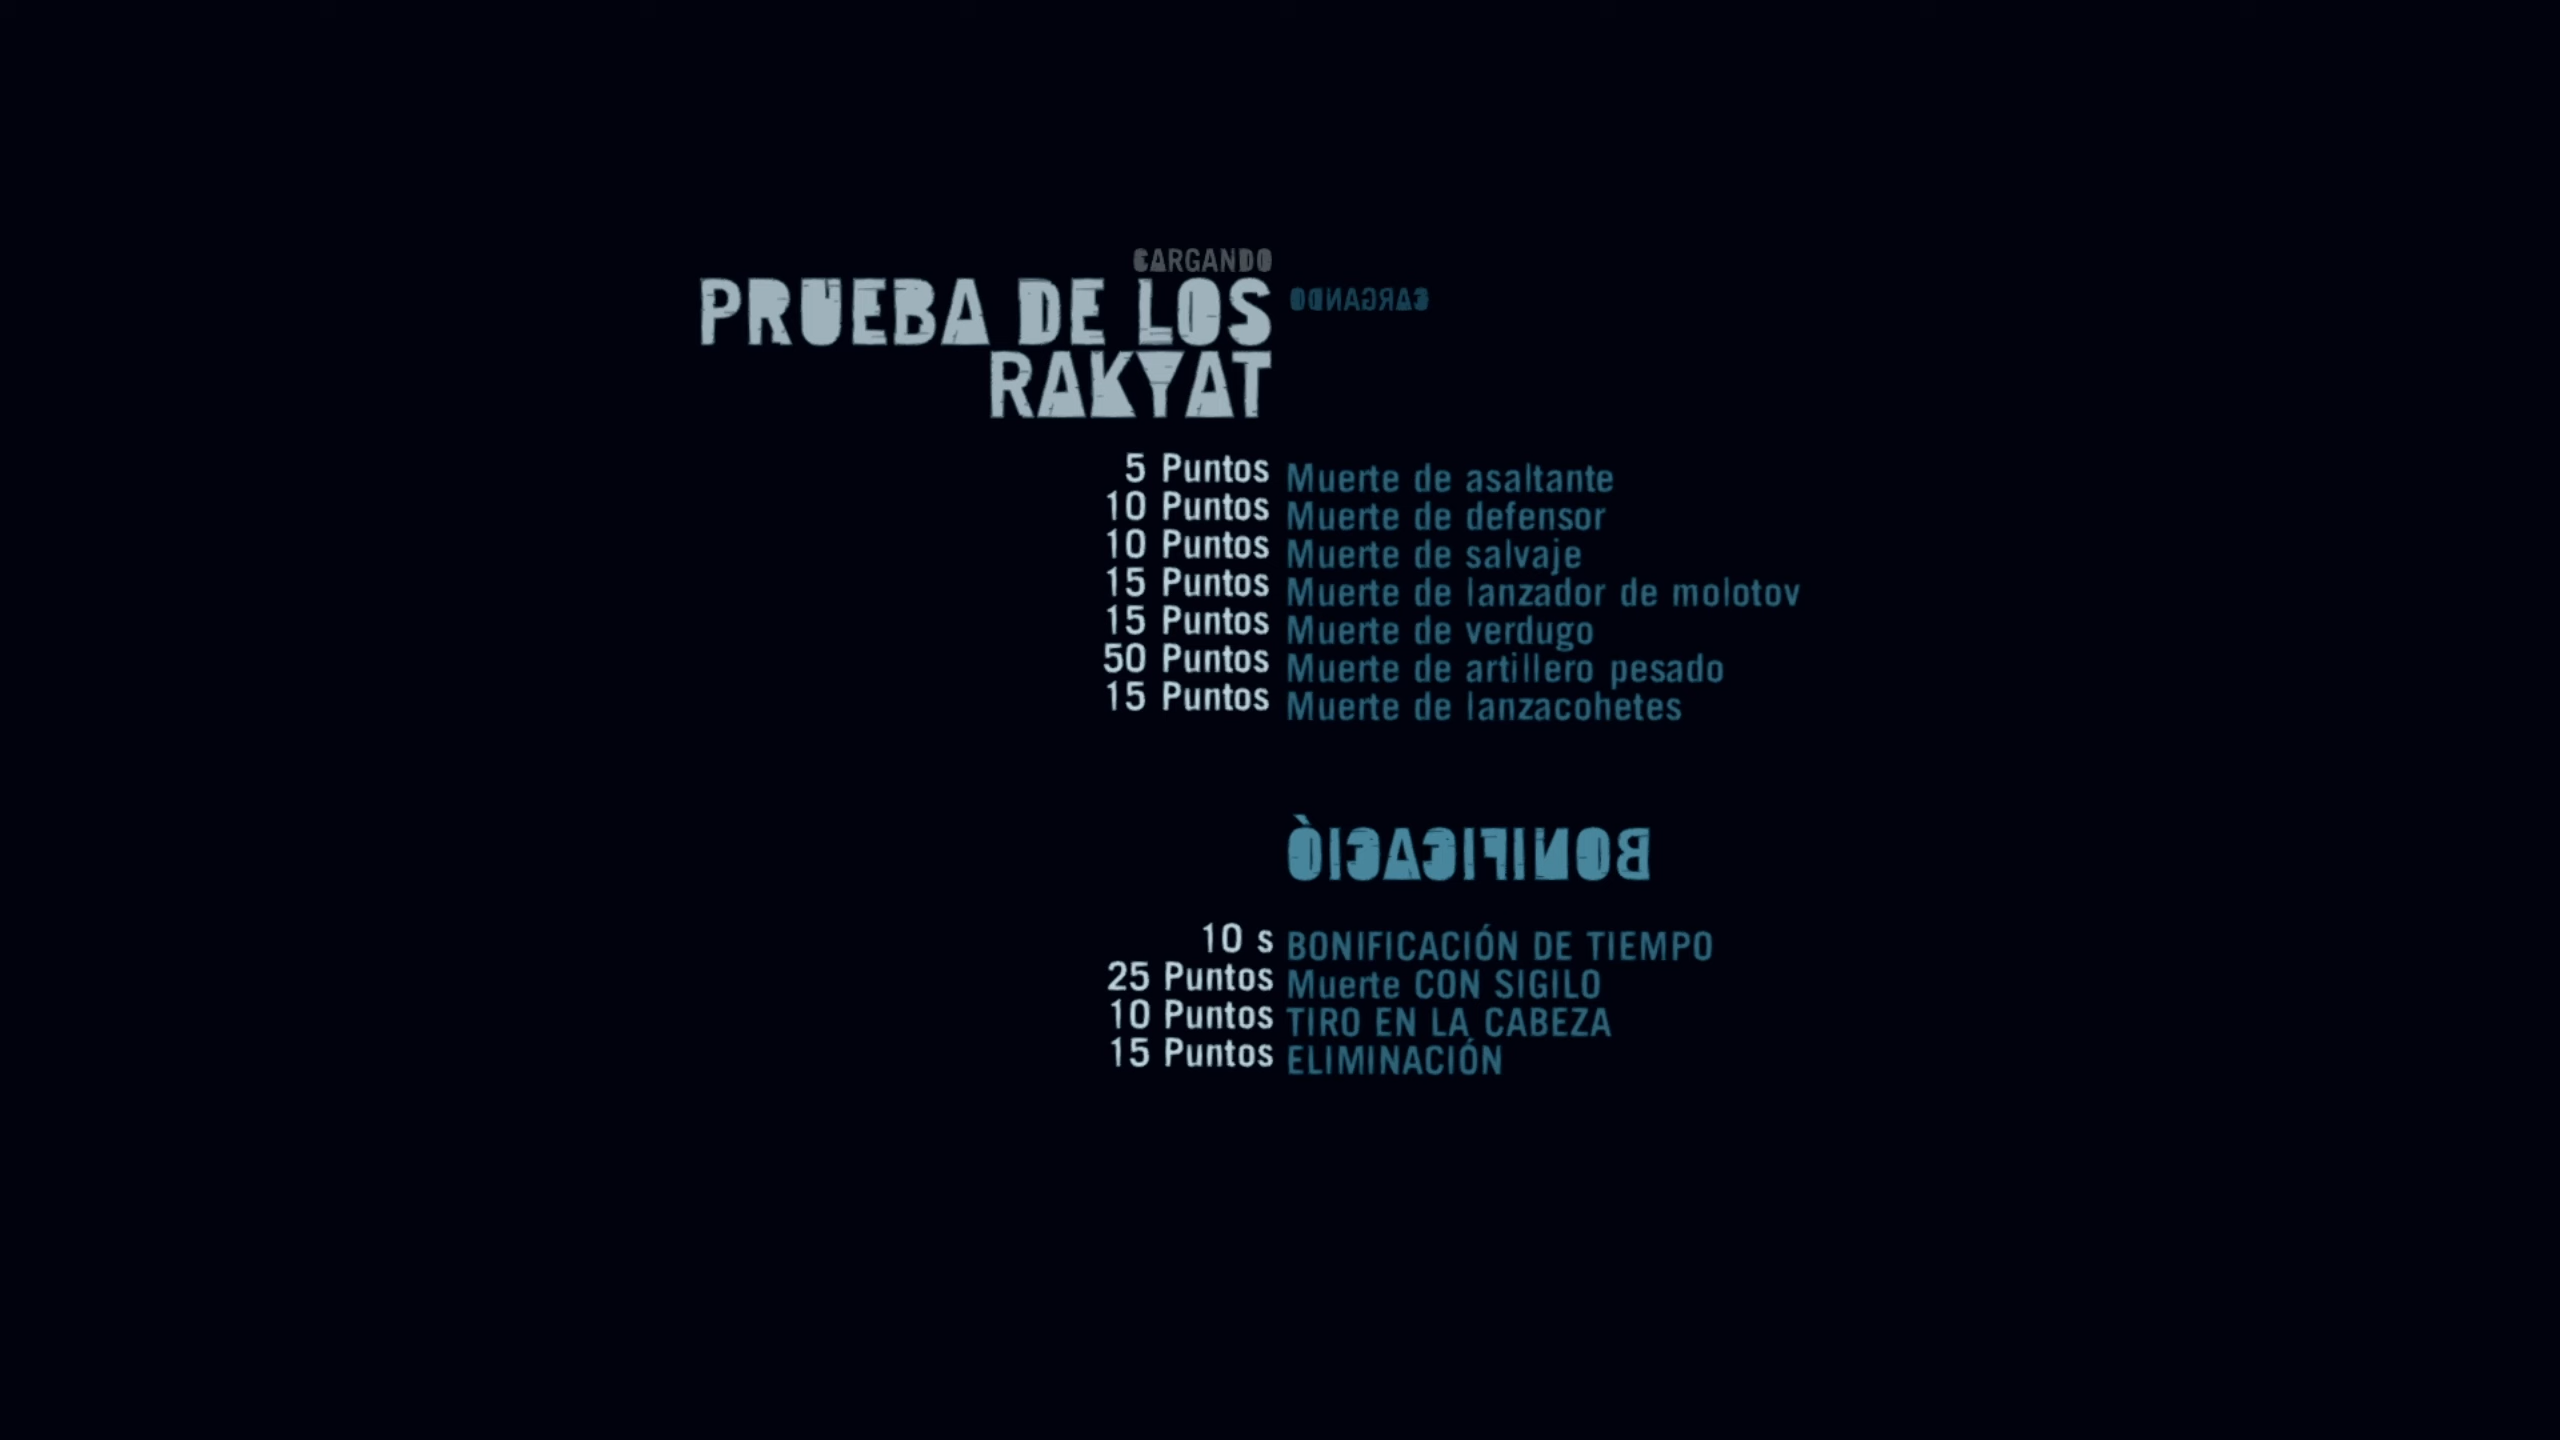 CARGANDO
PRUEBA DE LOS
RAKYAT
CARGANDO
5 Puntos Muerte de asaltante
10 Puntos Muerte de defensor
10 Puntos Muerte de salvaje
15 Puntos Muerte de lanzador de molotov
15 Puntos Muerte de verdugo
50 Puntos Muerte de artillero pesado
15 Puntos Muerte de lanzacohetes
BONIFICACIÓ
10 s BONIFICACIÓN DE TIEMPO
25 Puntos Muerte CON SIGILO
10 Puntos TIRO EN LA CABEZA
15 Puntos ELIMINACIÓN